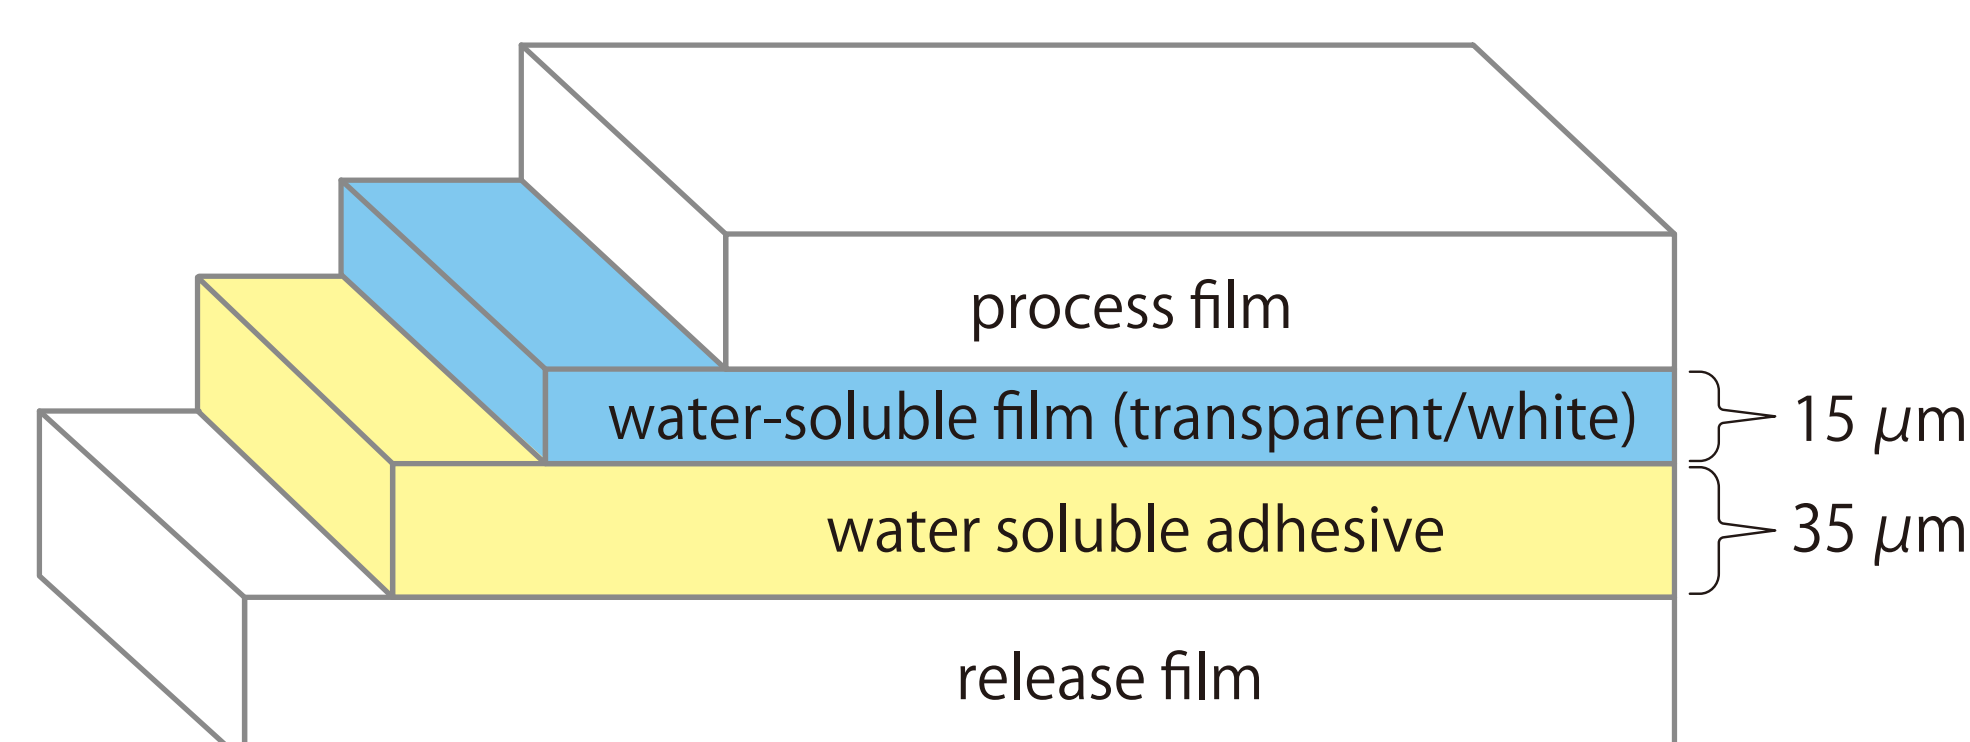 process film
water-soluble film (transparent/white)
15 μm
water soluble adhesive
35 μm
release film